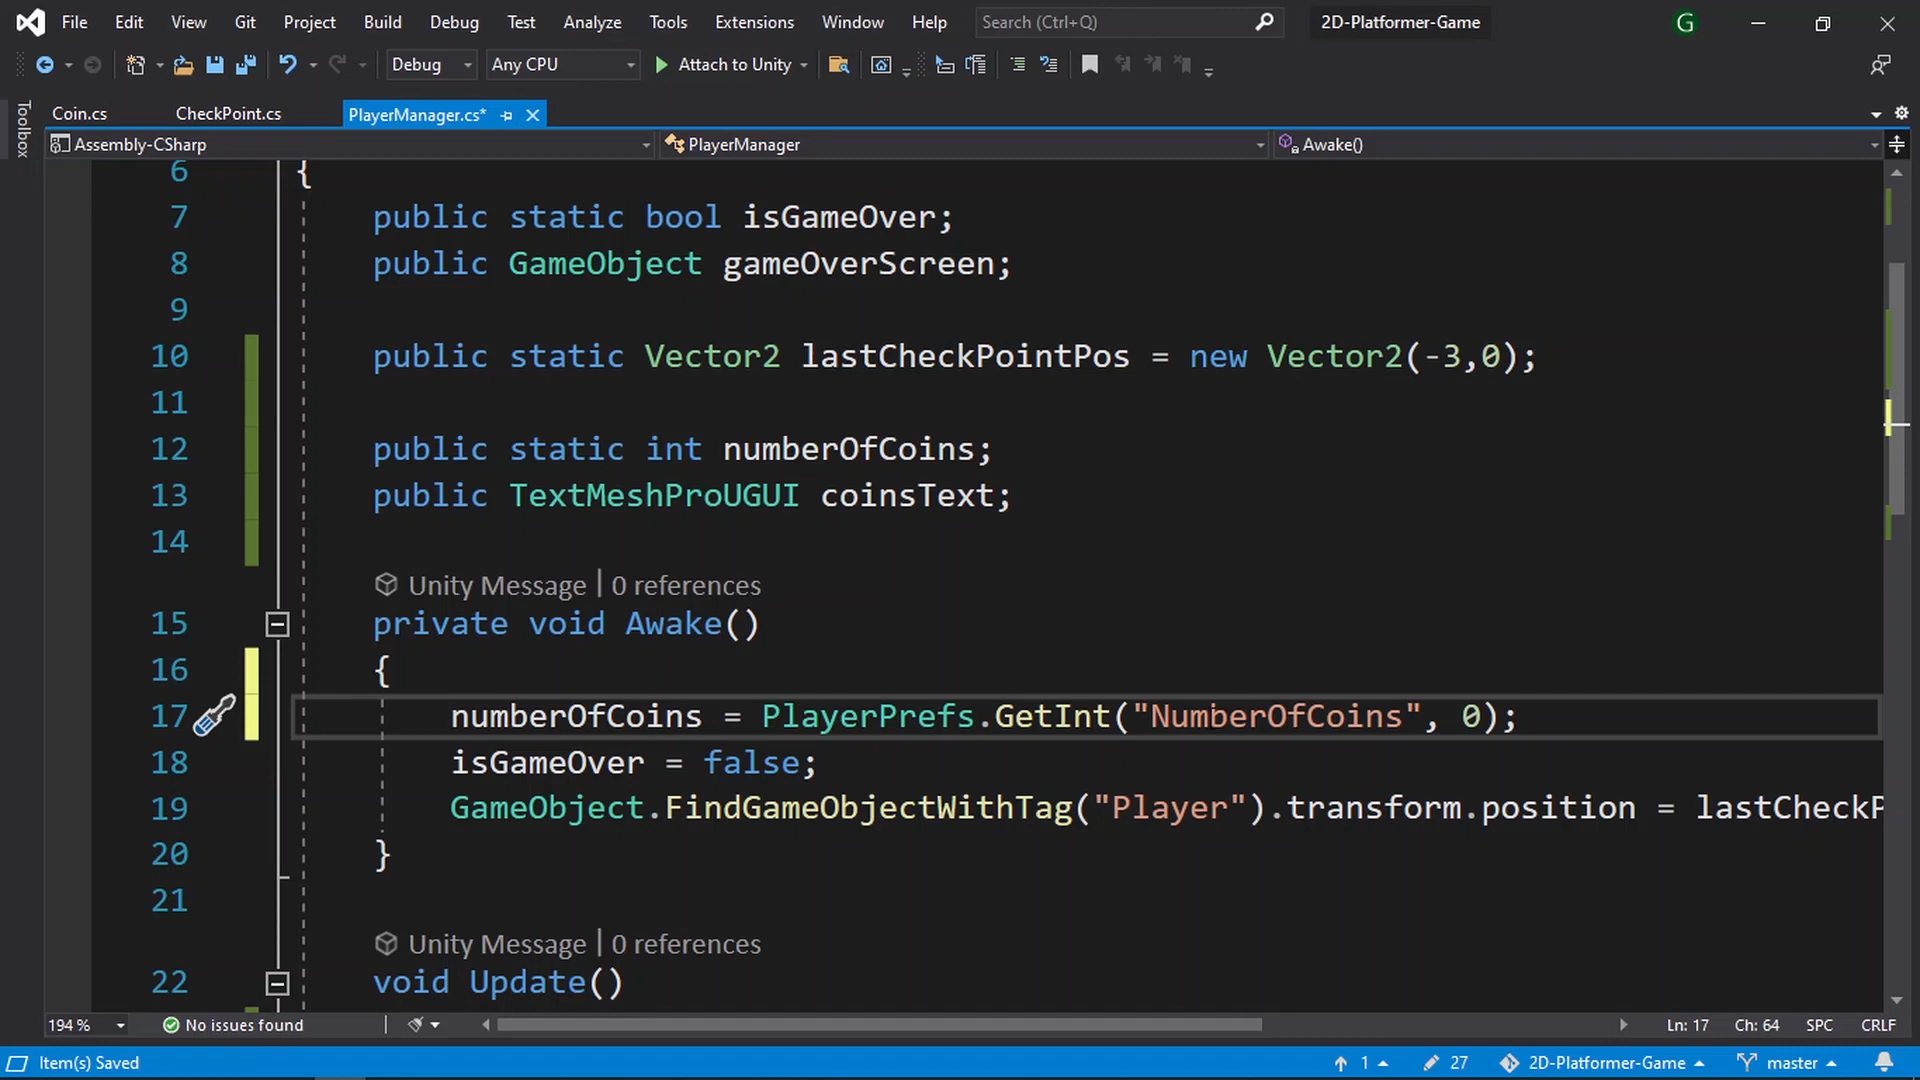 File Edit View Git Project Build Debug Test Analyze Tools Extensions Window Help Search (Ctrl+Q) 2D-Platformer-Game G
Debug Any CPU Attach to Unity
Toolbox
Coin.cs CheckPoint.cs PlayerManager.cs*
Assembly-CSharp PlayerManager Awake()
6 {
7 public static bool isGameOver;
8 public GameObject gameOverScreen;
9
10 public static Vector2 lastCheckPointPos = new Vector2(-3,0);
11
12 public static int numberOfCoins;
13 public TextMeshProUGUI coinsText;
14
Unity Message | 0 references
15 private void Awake()
16 {
17 numberOfCoins = PlayerPrefs.GetInt("NumberOfCoins", 0);
18 isGameOver = false;
19 GameObject.FindGameObjectWithTag("Player").transform.position = lastCheckP
20 }
21
Unity Message | 0 references
22 void Update()
194 % No issues found Ln: 17 Ch: 64 SPC CRLF
Item(s) Saved 1 27 2D-Platformer-Game master